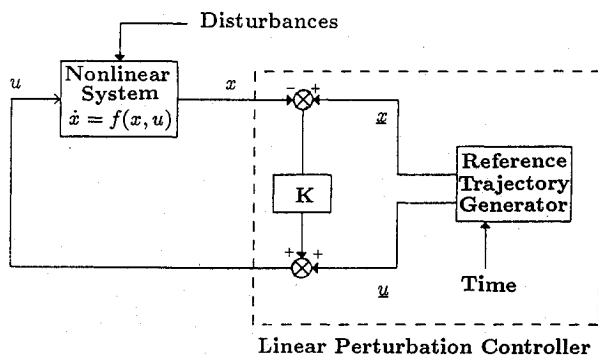 Disturbances
u
Nonlinear
System
ẋ = f(x, u)
x
− +
x
Reference
Trajectory
Generator
K
+ +
u
Time
Linear Perturbation Controller